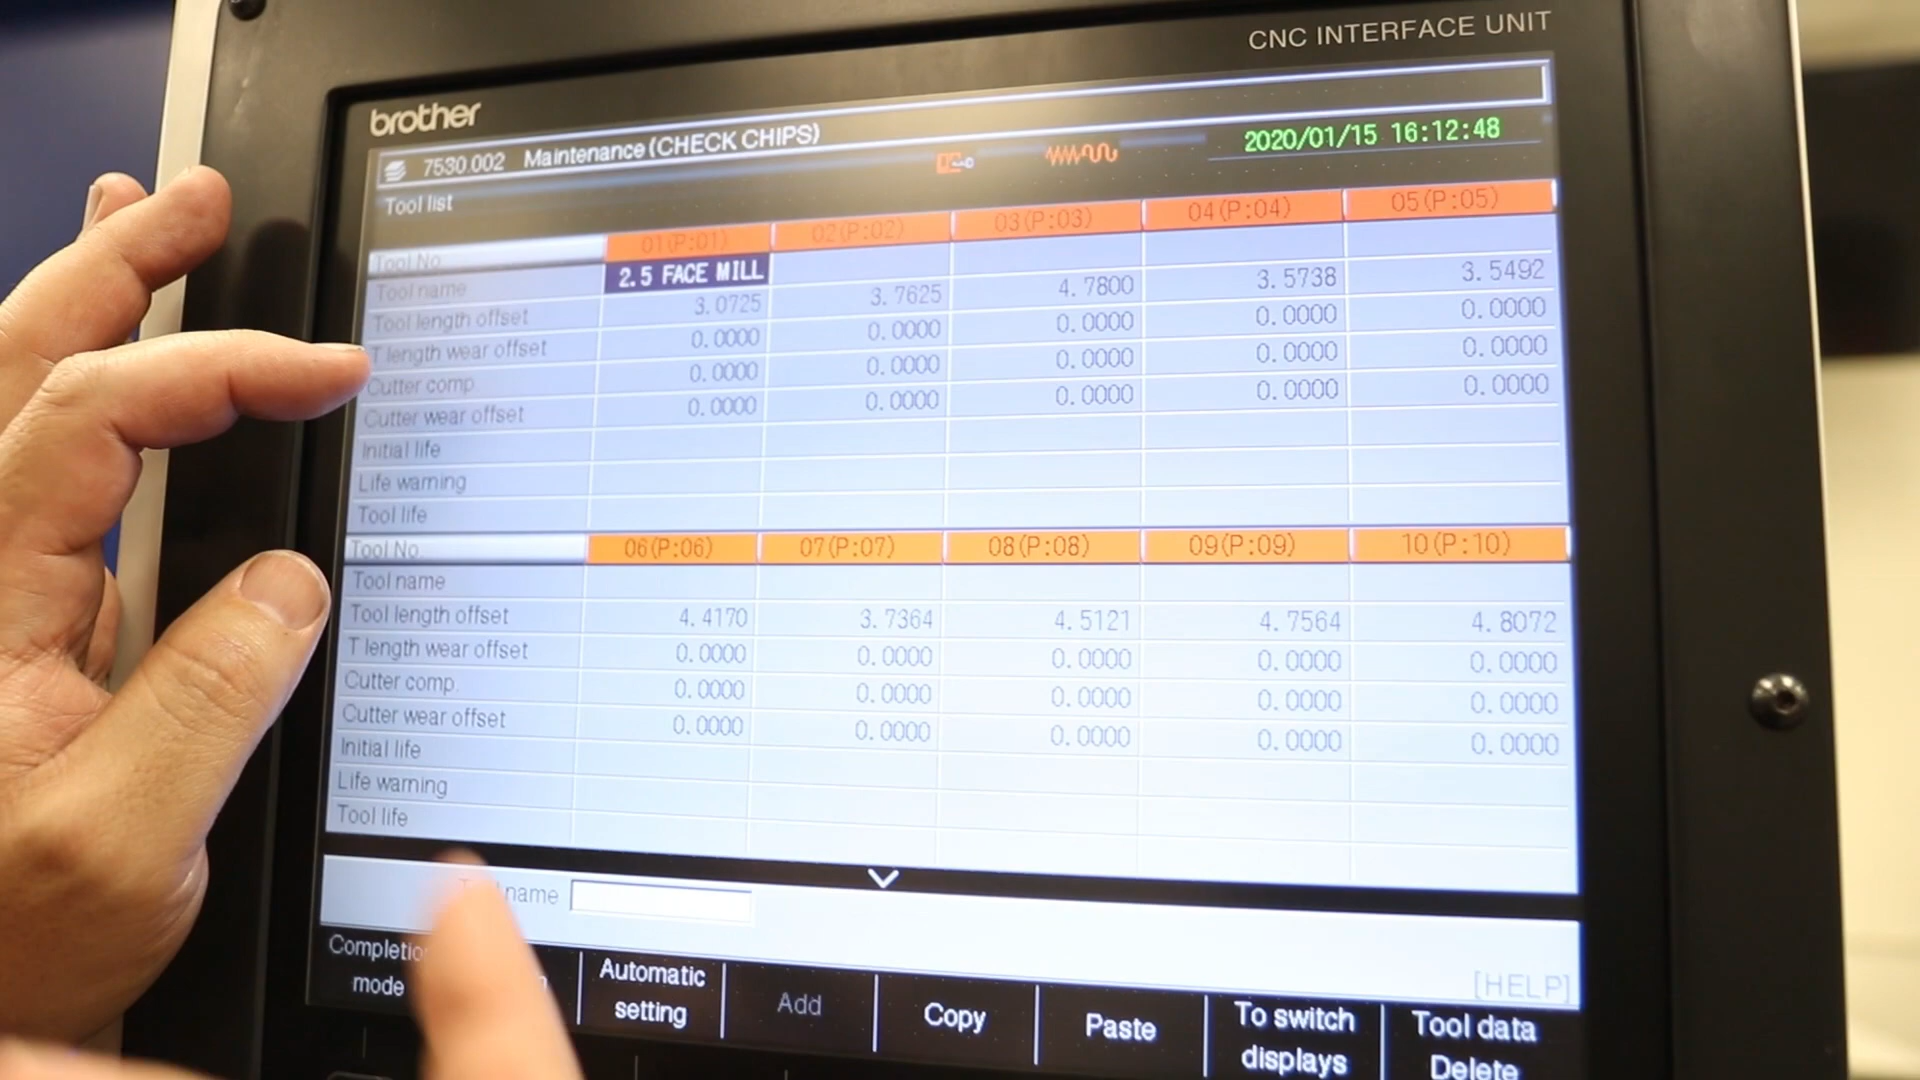 CNC INTERFACE UNIT
brother
7530.002 Maintenance (CHECK CHIPS) 2020/01/15 16:12:48
Tool list
Tool No. 01(P:01) 02(P:02) 03(P:03) 04(P:04) 05(P:05)
Tool name 2.5 FACE MILL
Tool length offset 3.0725 3.7625 4.7800 3.5738 3.5492
T length wear offset 0.0000 0.0000 0.0000 0.0000 0.0000
Cutter comp. 0.0000 0.0000 0.0000 0.0000 0.0000
Cutter wear offset 0.0000 0.0000 0.0000 0.0000 0.0000
Initial life
Life warning
Tool life
Tool No. 06(P:06) 07(P:07) 08(P:08) 09(P:09) 10(P:10)
Tool name
Tool length offset 4.4170 3.7364 4.5121 4.7564 4.8072
T length wear offset 0.0000 0.0000 0.0000 0.0000 0.0000
Cutter comp. 0.0000 0.0000 0.0000 0.0000 0.0000
Cutter wear offset 0.0000 0.0000 0.0000 0.0000 0.0000
Initial life
Life warning
Tool life
name
[HELP]
mode
Automatic
setting
Add
Copy
Paste
To switch
displays
Tool data
Delete